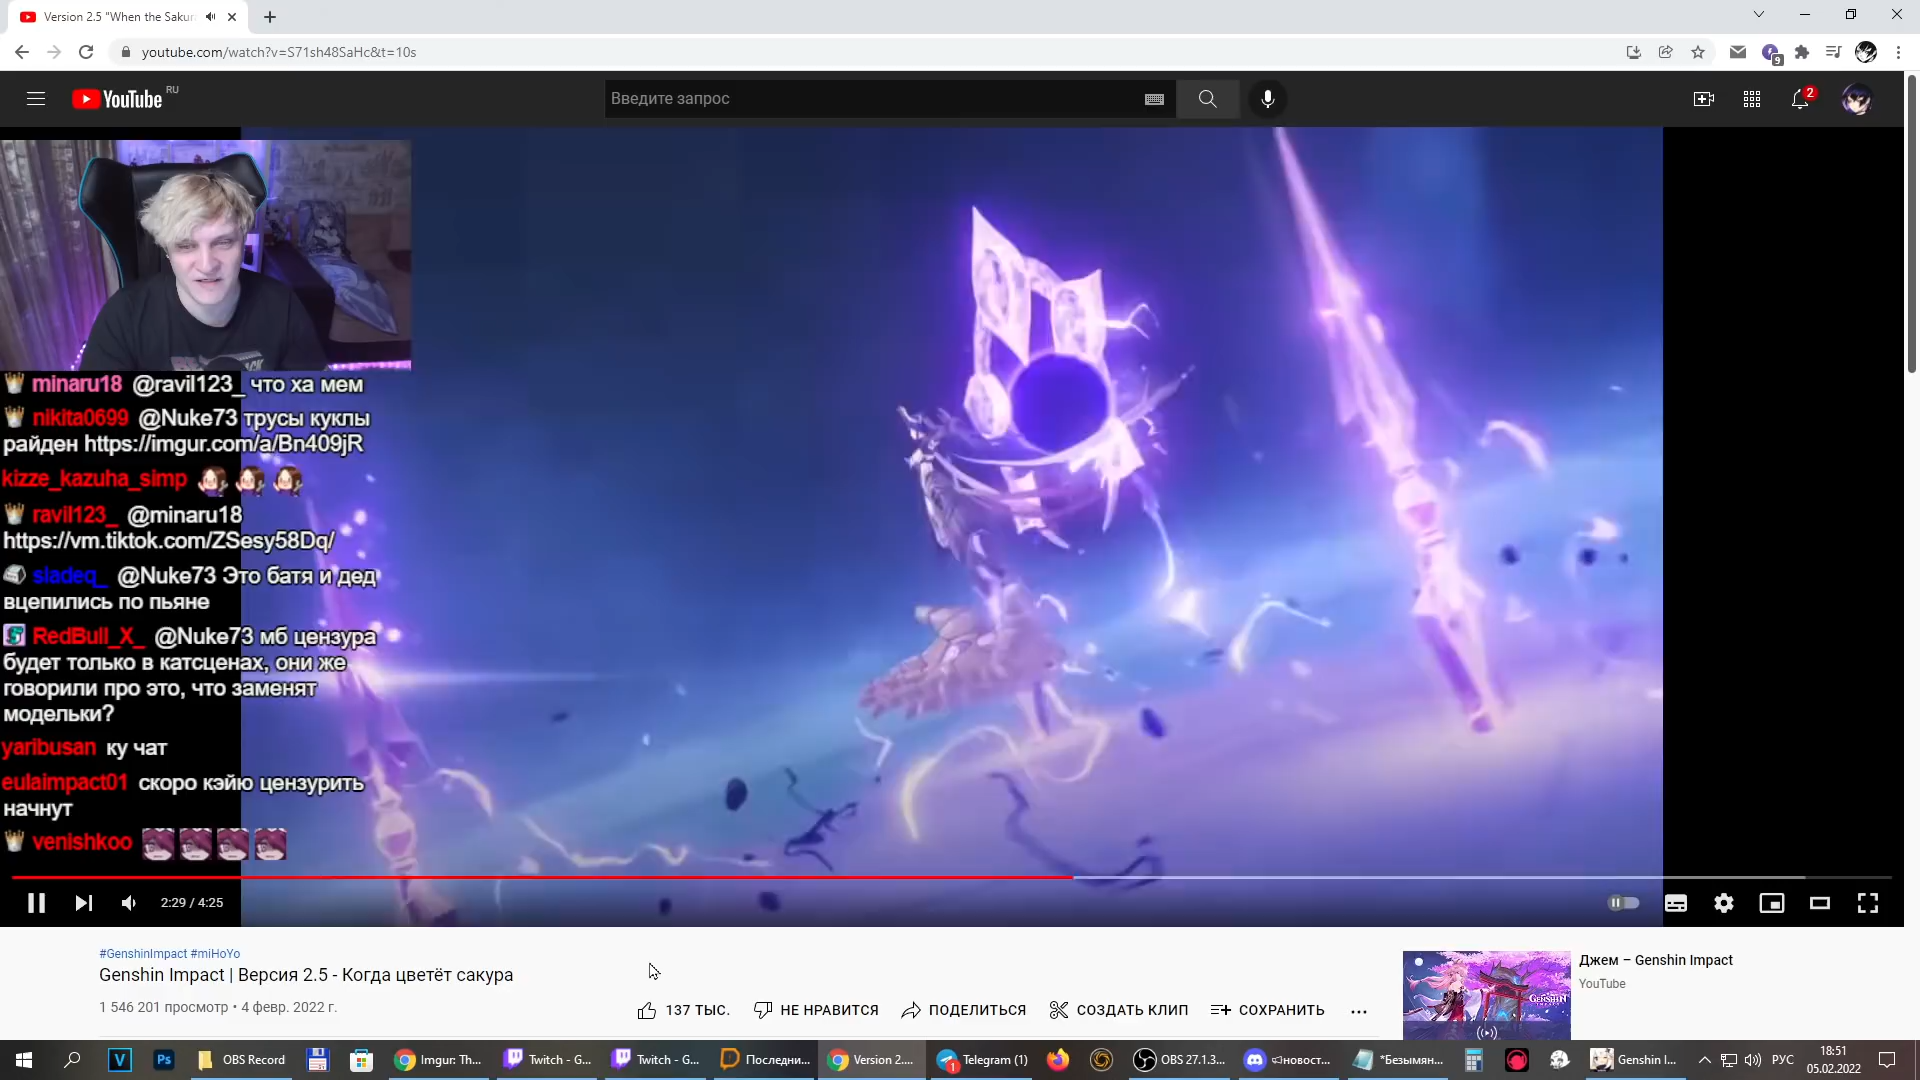 Version 2.5 "When the Sakur
youtube.com/watch?v=S71sh48SaHc&t=10s
9
YouTube RU
Введите запрос
2
minaru18 @ravil123_ что ха мем
nikita0699 @Nuke73 трусы куклы
райден https://imgur.com/a/Bn409jR
kizze_kazuha_simp
ravil123_ @minaru18
https://vm.tiktok.com/ZSesy58Dq/
sladeq_ @Nuke73 Это батя и дед
вцепились по пьяне
RedBull_X_ @Nuke73 мб цензура
будет только в катсценах, они же
говорили про это, что заменят
модельки?
yaribusan ку чат
eulaimpact01 скоро кэйю цензурить
начнут
venishkoo
2:29 / 4:25
#GenshinImpact #miHoYo
Genshin Impact | Версия 2.5 - Когда цветёт сакура
1 546 201 просмотр • 4 февр. 2022 г.
137 ТЫС.
НЕ НРАВИТСЯ
ПОДЕЛИТЬСЯ
СОЗДАТЬ КЛИП
СОХРАНИТЬ
GENSHIN
Джем – Genshin Impact
YouTube
V
Ps
OBS Record
Imgur: Th...
Twitch - G...
Twitch - G...
Последни...
Version 2....
1
Telegram (1)
OBS 27.1.3...
новост...
*Безымян...
Genshin I...
РУС
18:51
05.02.2022